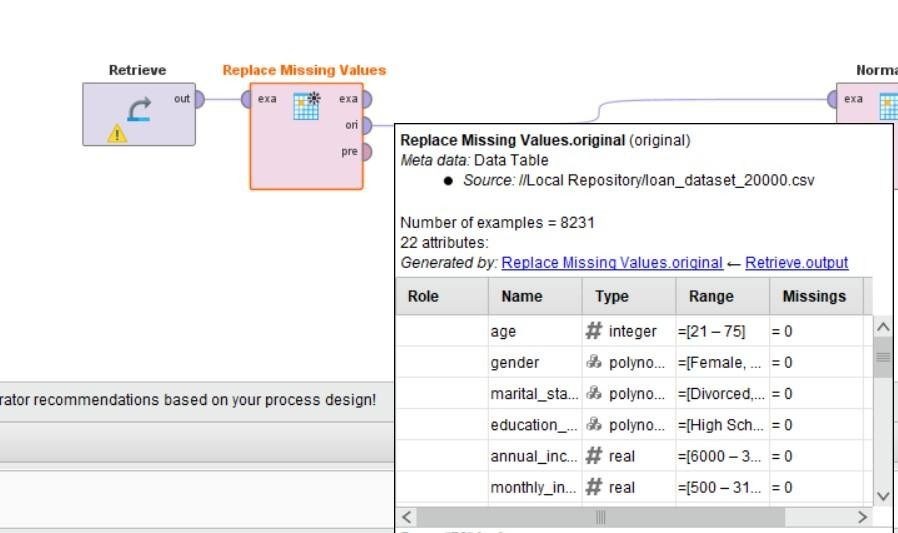 Retrieve
Replace Missing Values
Norma
out
exa
exa
exa
ori
pre
Replace Missing Values.original (original)
Meta data: Data Table
● Source: //Local Repository/loan_dataset_20000.csv
Number of examples = 8231
22 attributes:
Generated by: Replace Missing Values.original ← Retrieve.output
Role Name Type Range Missings
age # integer =[21 – 75] = 0
gender polyno... =[Female, ... = 0
marital_sta... polyno... =[Divorced,... = 0
education_... polyno... =[High Sch... = 0
annual_inc... # real =[6000 – 3... = 0
monthly_in... # real =[500 – 31... = 0
rator recommendations based on your process design!